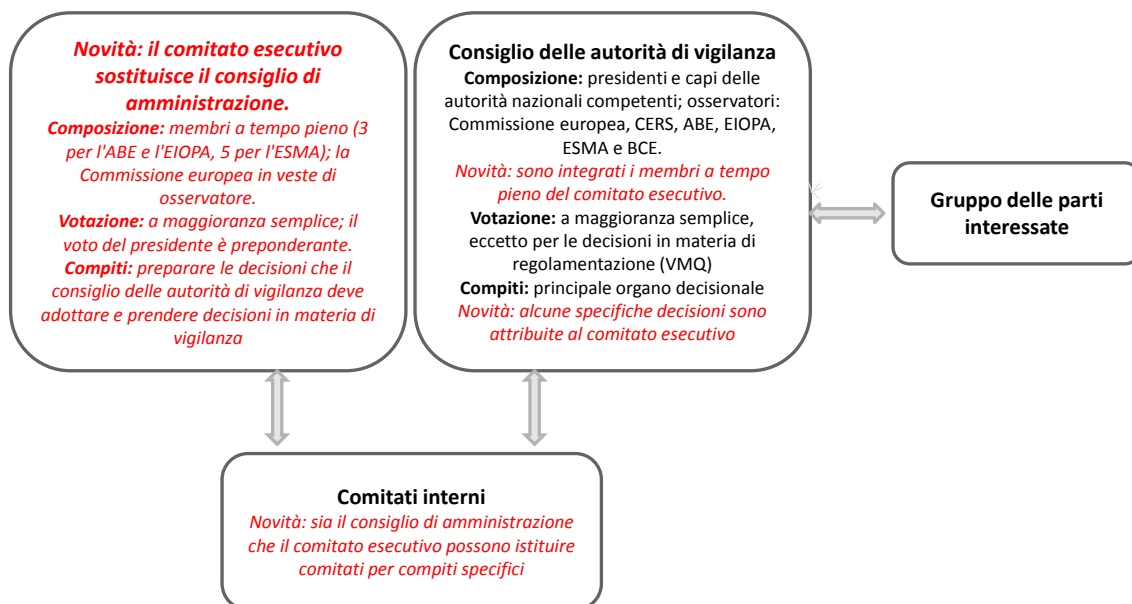 Novità: il comitato esecutivo
sostituisce il consiglio di
amministrazione.
Composizione: membri a tempo pieno (3
per l'ABE e l'EIOPA, 5 per l'ESMA); la
Commissione europea in veste di
osservatore.
Votazione: a maggioranza semplice; il
voto del presidente è preponderante.
Compiti: preparare le decisioni che il
consiglio delle autorità di vigilanza deve
adottare e prendere decisioni in materia di
vigilanza
Consiglio delle autorità di vigilanza
Composizione: presidenti e capi delle
autorità nazionali competenti; osservatori:
Commissione europea, CERS, ABE, EIOPA,
ESMA e BCE.
Novità: sono integrati i membri a tempo
pieno del comitato esecutivo.
Votazione: a maggioranza semplice,
eccetto per le decisioni in materia di
regolamentazione (VMQ)
Compiti: principale organo decisionale
Novità: alcune specifiche decisioni sono
attribuite al comitato esecutivo
Gruppo delle parti
interessate
Comitati interni
Novità: sia il consiglio di amministrazione
che il comitato esecutivo possono istituire
comitati per compiti specifici